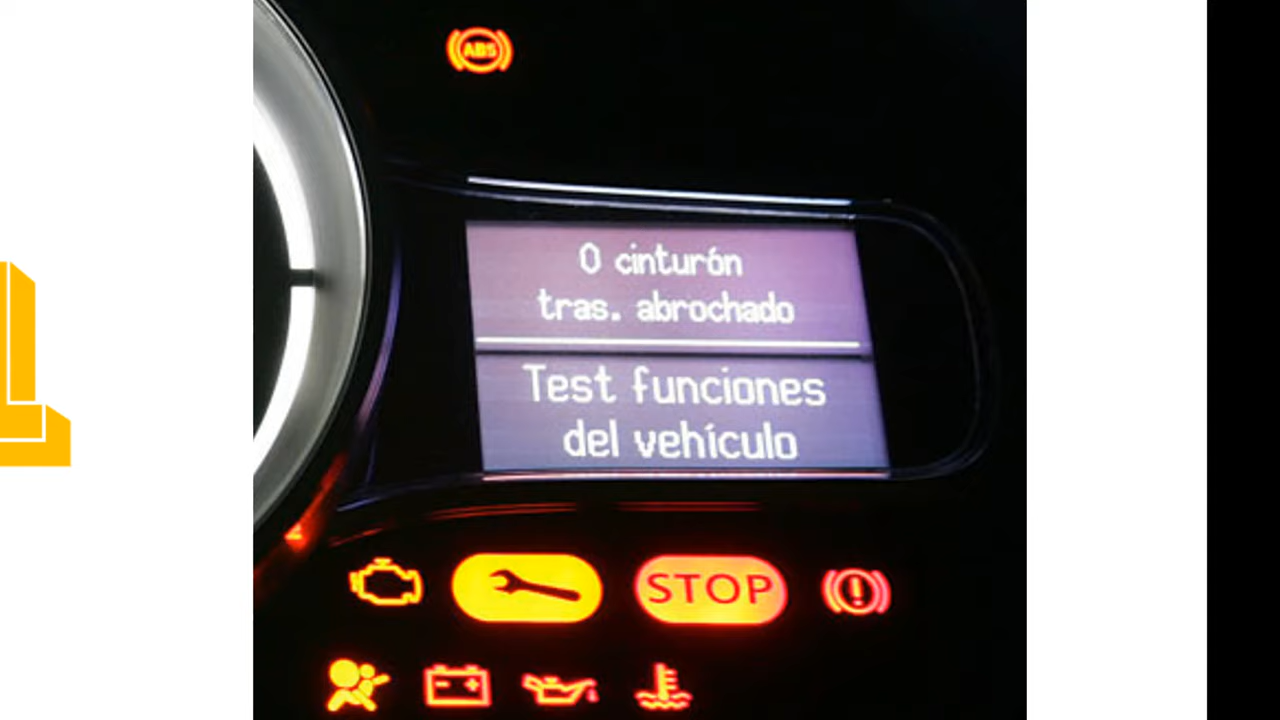 ABS
0 cinturón
tras. abrochado
Test funciones
del vehículo
STOP